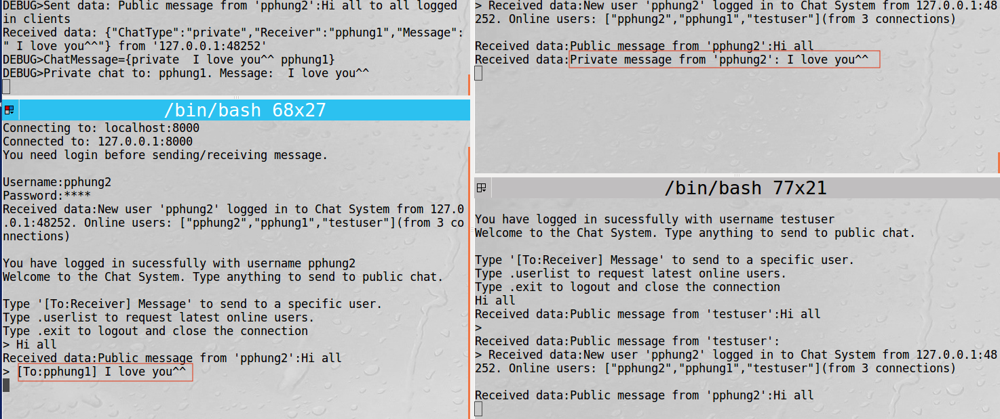 DEBUG>Sent data: Public message from 'pphung2':Hi all to all logged
in clients
Received data: {"ChatType":"private","Receiver":"pphung1","Message":
" I love you^^"} from '127.0.0.1:48252'
DEBUG>ChatMessage={private  I love you^^ pphung1}
DEBUG>Private chat to: pphung1. Message:  I love you^^
/bin/bash 68x27
Connecting to: localhost:8000
Connected to: 127.0.0.1:8000
You need login before sending/receiving message.
Username:pphung2
Password:****
Received data:New user 'pphung2' logged in to Chat System from 127.0
.0.1:48252. Online users: ["pphung2","pphung1","testuser"](from 3 co
nnections)
You have logged in sucessfully with username pphung2
Welcome to the Chat System. Type anything to send to public chat.
Type '[To:Receiver] Message' to send to a specific user.
Type .userlist to request latest online users.
Type .exit to logout and close the connection
> Hi all
Received data:Public message from 'pphung2':Hi all
> [To:pphung1] I love you^^
> Received data:New user 'pphung2' logged in to Chat System from 127.0.0.1:48
252. Online users: ["pphung2","pphung1","testuser"](from 3 connections)
Received data:Public message from 'pphung2':Hi all
Received data:Private message from 'pphung2': I love you^^
/bin/bash 77x21
You have logged in sucessfully with username testuser
Welcome to the Chat System. Type anything to send to public chat.
Type '[To:Receiver] Message' to send to a specific user.
Type .userlist to request latest online users.
Type .exit to logout and close the connection
Hi all
Received data:Public message from 'testuser':Hi all
>
Received data:Public message from 'testuser':
> Received data:New user 'pphung2' logged in to Chat System from 127.0.0.1:48
252. Online users: ["pphung2","pphung1","testuser"](from 3 connections)
Received data:Public message from 'pphung2':Hi all